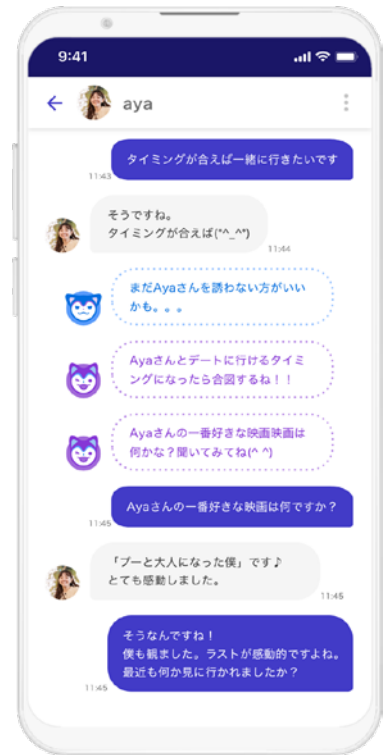 9:41
aya
タイミングが合えば一緒に行きたいです
11:43
そうですね。
タイミングが合えば("^_^")
11:44
まだAyaさんを誘わない方がいい
かも。。。
Ayaさんとデートに行けるタイミ
ングになったら合図するね！！
Ayaさんの一番好きな映画映画は
何かな？聞いてみてね(^ ^)
Ayaさんの一番好きな映画は何ですか？
11:45
「プーと大人になった僕」です♪
とても感動しました。
11:45
そうなんですね！
僕も観ました。ラストが感動的ですよね。
最近も何か見に行かれましたか？
11:45